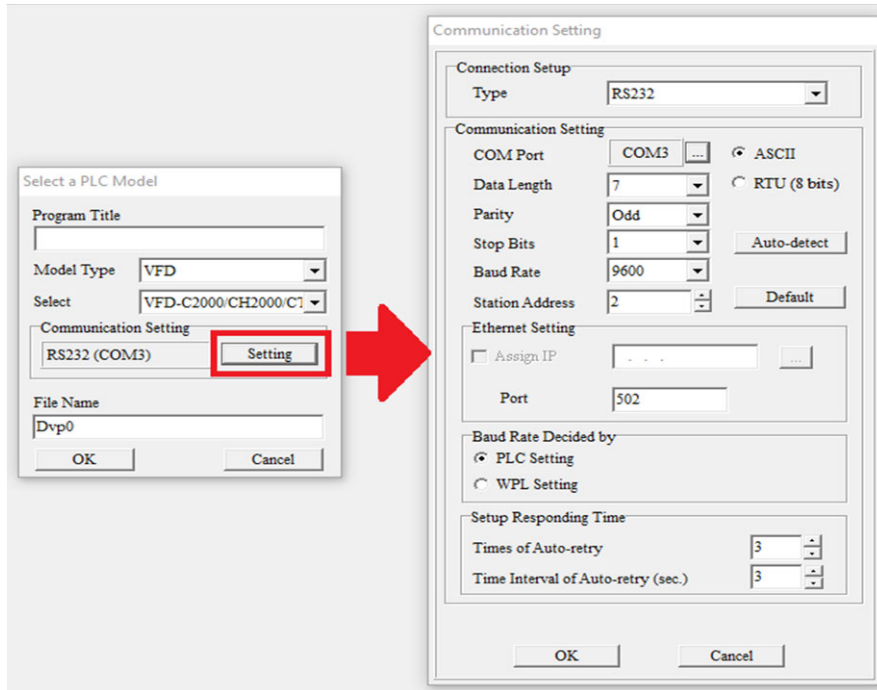 Select a PLC Model
Program Title
Model Type VFD
Select VFD-C2000/CH2000/CT
Communication Setting
RS232 (COM3) Setting
File Name
Dvp0
OK Cancel
Communication Setting
Connection Setup
Type RS232
Communication Setting
COM Port COM3 ... ASCII
Data Length 7 RTU (8 bits)
Parity Odd
Stop Bits 1 Auto-detect
Baud Rate 9600
Station Address 2 Default
Ethernet Setting
Assign IP . . . ...
Port 502
Baud Rate Decided by
PLC Setting
WPL Setting
Setup Responding Time
Times of Auto-retry 3
Time Interval of Auto-retry (sec.) 3
OK Cancel